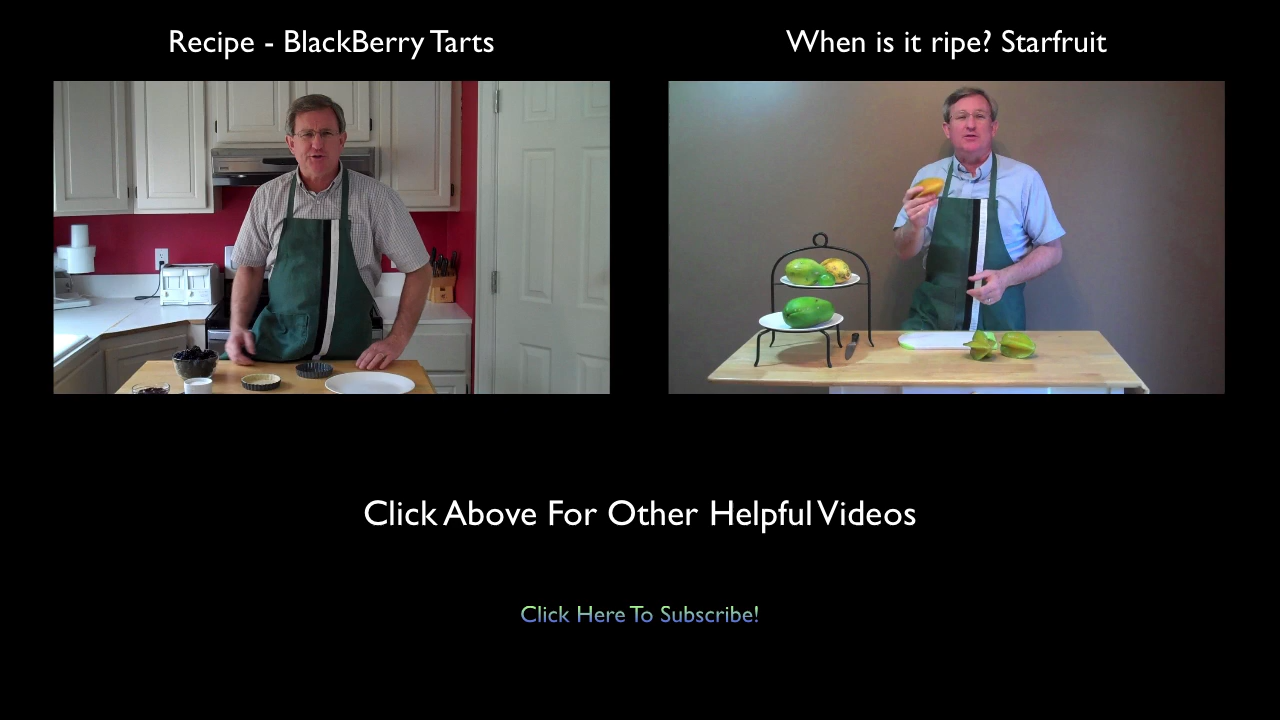 Recipe - BlackBerry Tarts
When is it ripe? Starfruit
Click Above For Other Helpful Videos
Click Here To Subscribe!